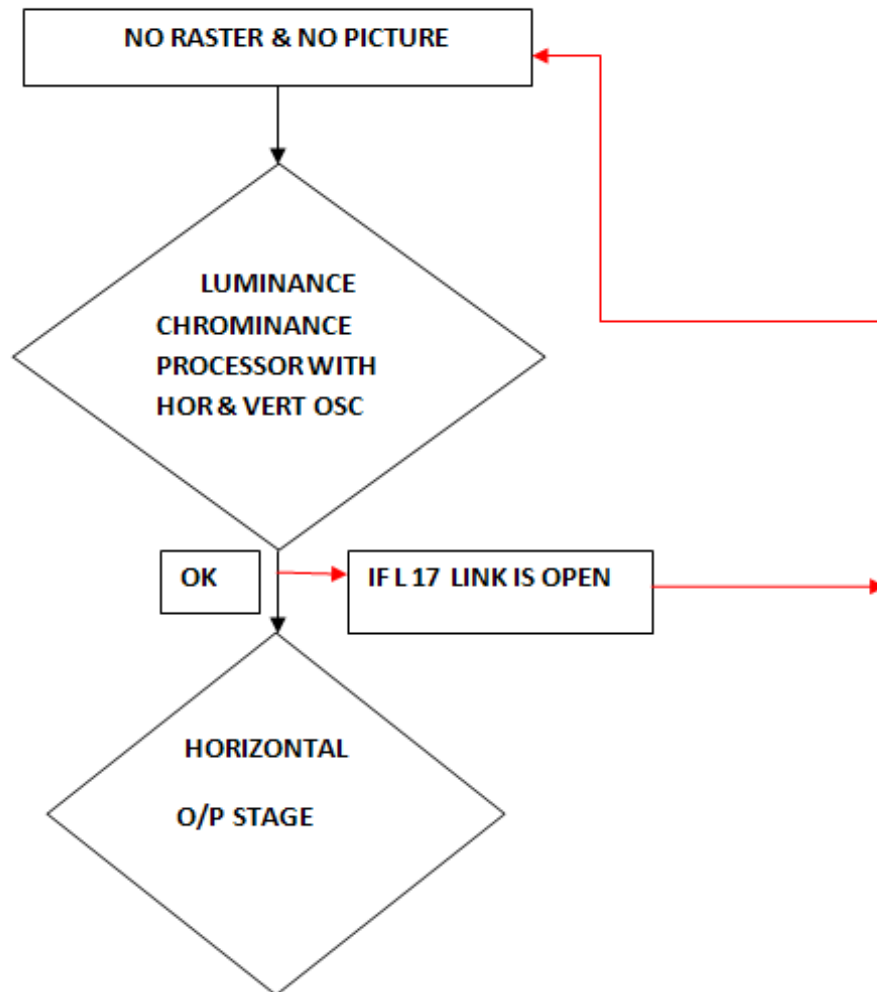 NO RASTER & NO PICTURE
LUMINANCE
CHROMINANCE
PROCESSOR WITH
HOR & VERT OSC
OK
IF L 17 LINK IS OPEN
HORIZONTAL
O/P STAGE